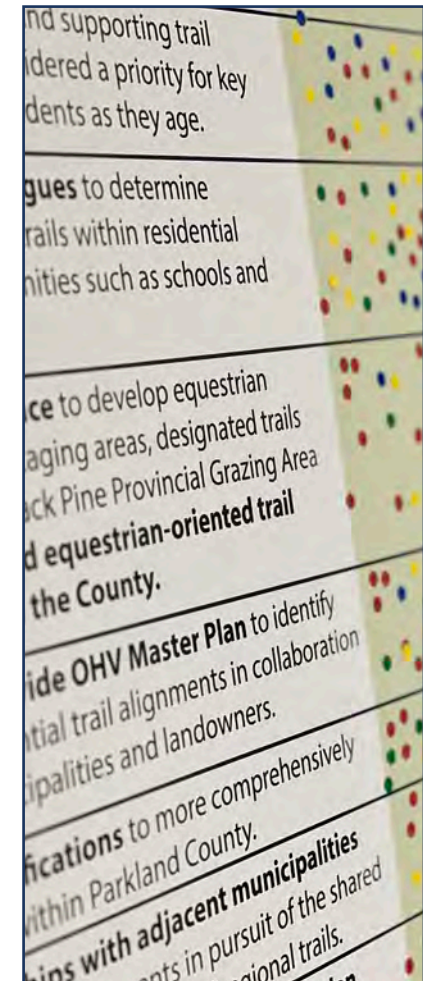 nd supporting trail
idered a priority for key
dents as they age.
gues to determine
rails within residential
nities such as schools and
ce to develop equestrian
aging areas, designated trails
ck Pine Provincial Grazing Area
d equestrian-oriented trail
the County.
ide OHV Master Plan to identify
tial trail alignments in collaboration
ipalities and landowners.
fications to more comprehensively
within Parkland County.
hips with adjacent municipalities
nts in pursuit of the shared
gional trails.